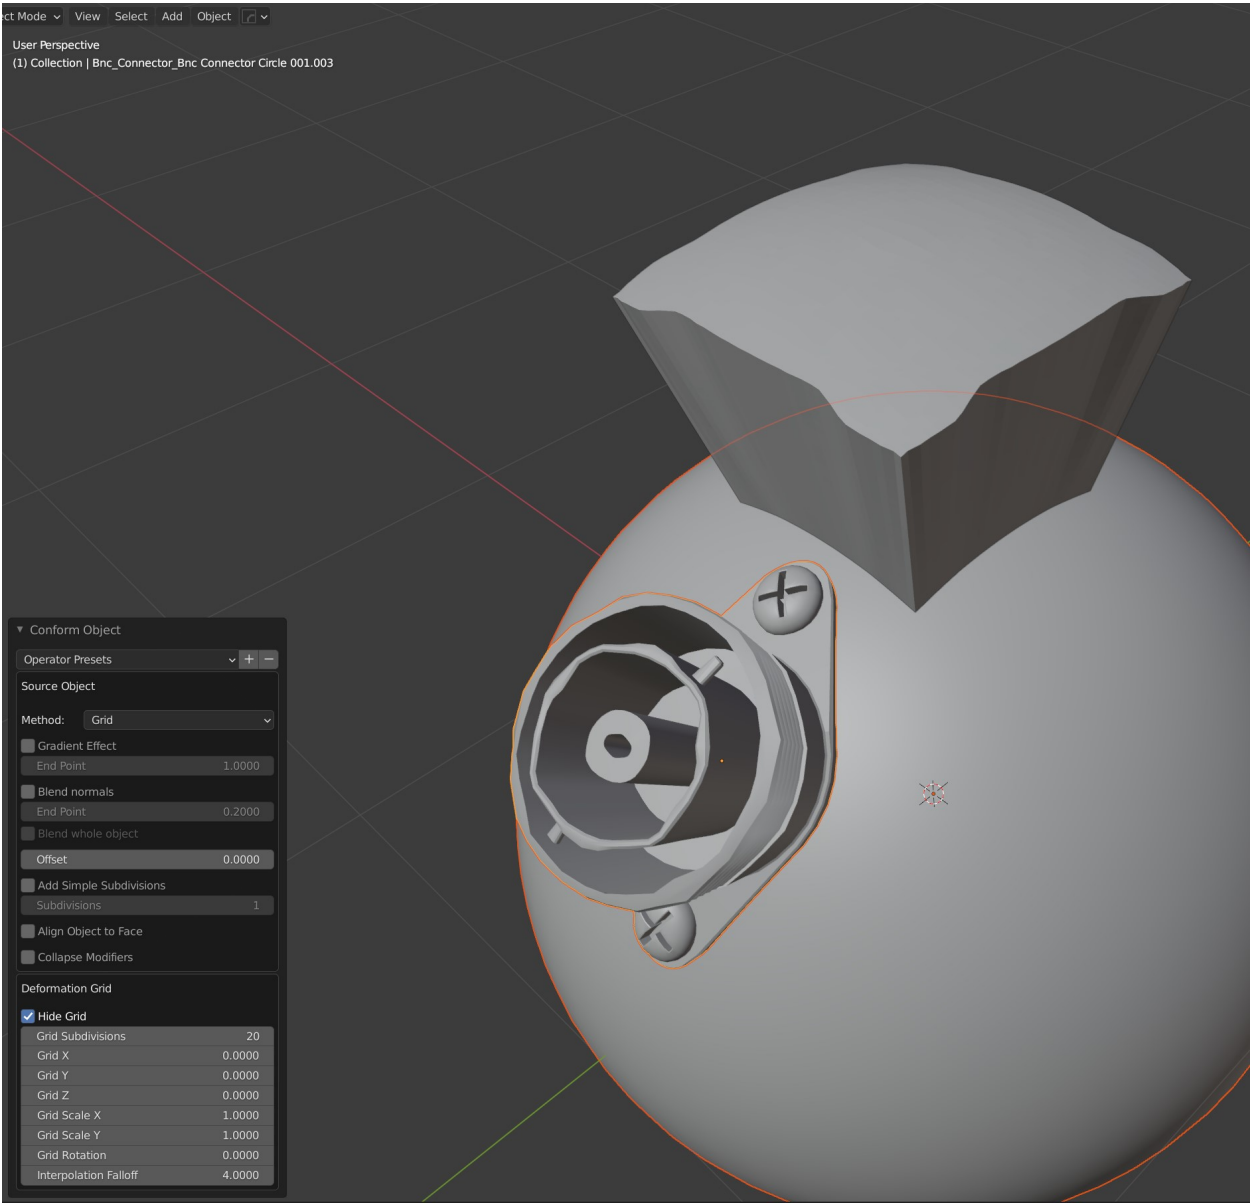 ct Mode View Select Add Object
User Perspective
(1) Collection | Bnc_Connector_Bnc Connector Circle 001.003
Conform Object
Operator Presets + −
Source Object
Method: Grid
Gradient Effect
End Point 1.0000
Blend normals
End Point 0.2000
Blend whole object
Offset 0.0000
Add Simple Subdivisions
Subdivisions 1
Align Object to Face
Collapse Modifiers
Deformation Grid
Hide Grid
Grid Subdivisions 20
Grid X 0.0000
Grid Y 0.0000
Grid Z 0.0000
Grid Scale X 1.0000
Grid Scale Y 1.0000
Grid Rotation 0.0000
Interpolation Falloff 4.0000